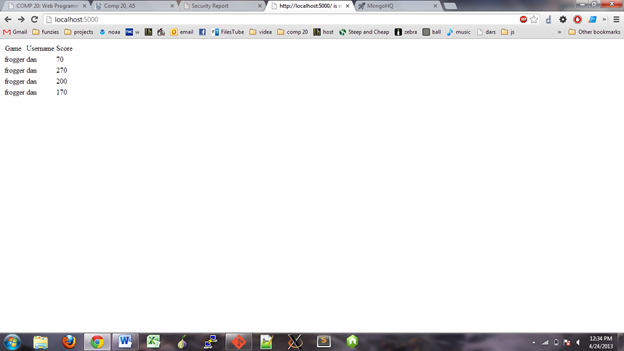 COMP 20: Web Programm
Comp 20, A5
Security Report
http://localhost:5000/ is n
MongoHQ
localhost:5000
Gmail funzies projects noaa w email FilesTube videa comp 20 host Steep and Cheap zebra ball music dars js » Other bookmarks
Game Username Score
frogger dan 70
frogger dan 270
frogger dan 200
frogger dan 170
12:34 PM
4/24/2013